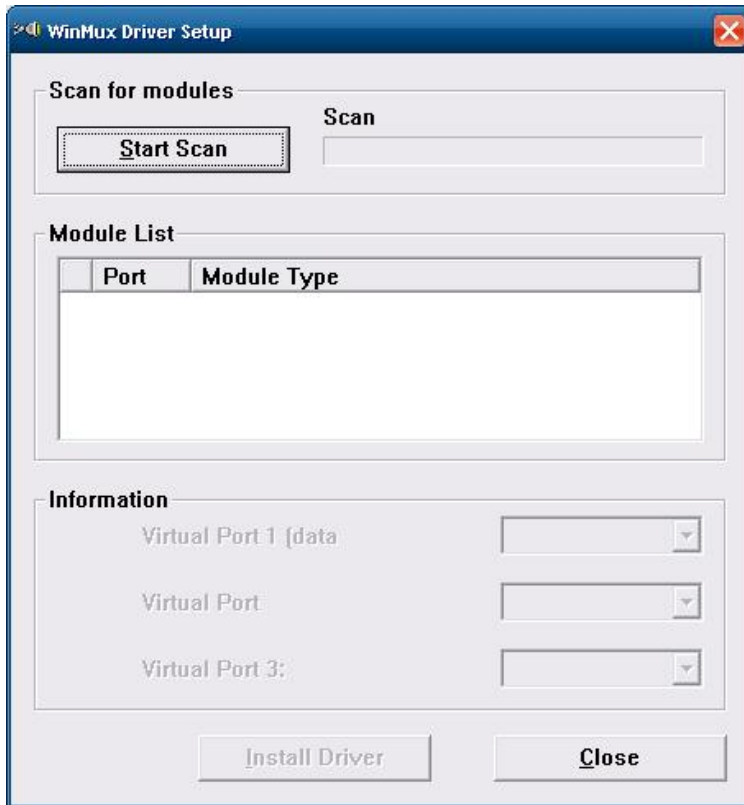 WinMux Driver Setup
Scan for modules
Scan
Start Scan
Module List
Port Module Type
Information
Virtual Port 1 (data
Virtual Port
Virtual Port 3:
Install Driver Close